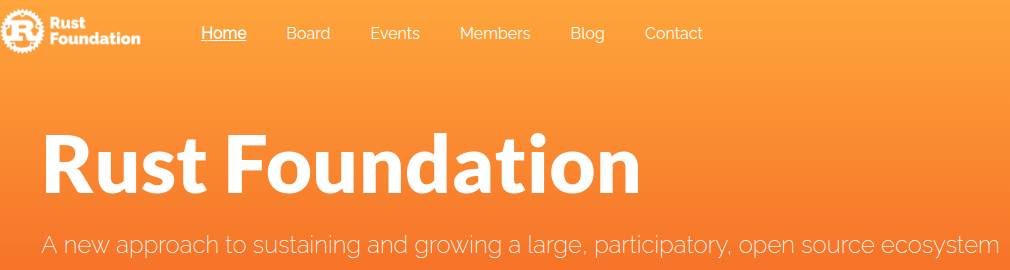 Rust
Foundation
Home Board Events Members Blog Contact
Rust Foundation
A new approach to sustaining and growing a large, participatory, open source ecosystem